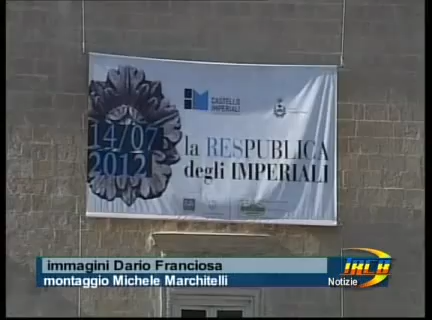 CASTELLO
IMPERIALI
14/07
2012
la RESPUBLICA
degli IMPERIALI
immagini Dario Franciosa
montaggio Michele Marchitelli
Notizie